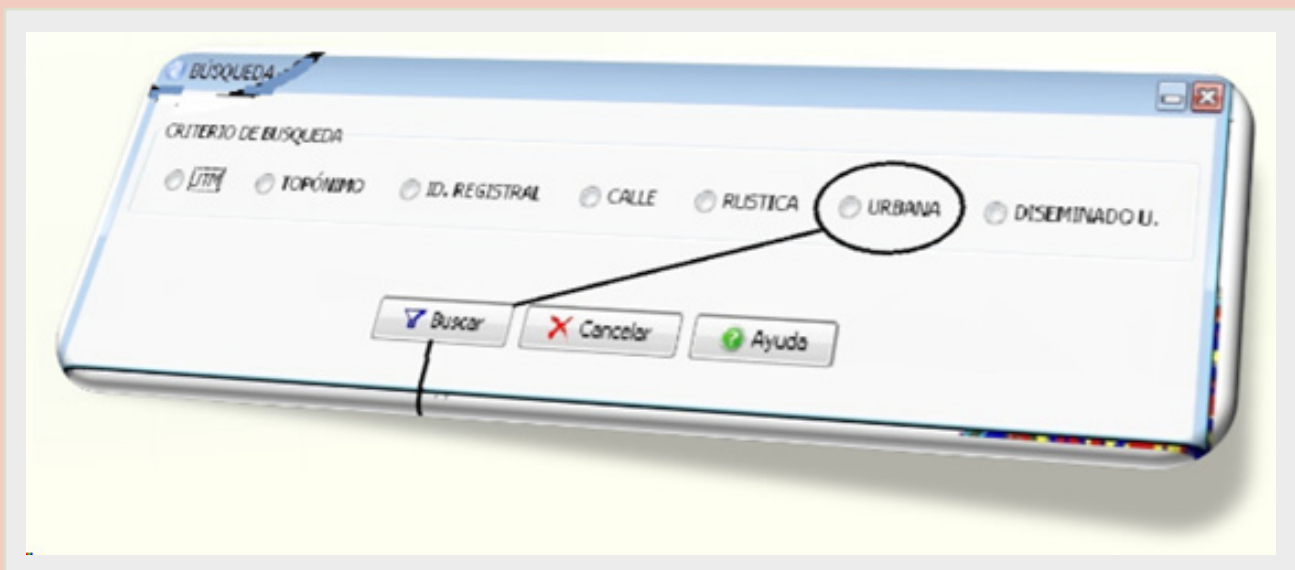 BÚSQUEDA
CRITERIO DE BUSQUEDA
UTM TOPÓNIMO ID. REGISTRAL CALLE RUSTICA URBANA DISEMINADO U.
Buscar Cancelar Ayuda